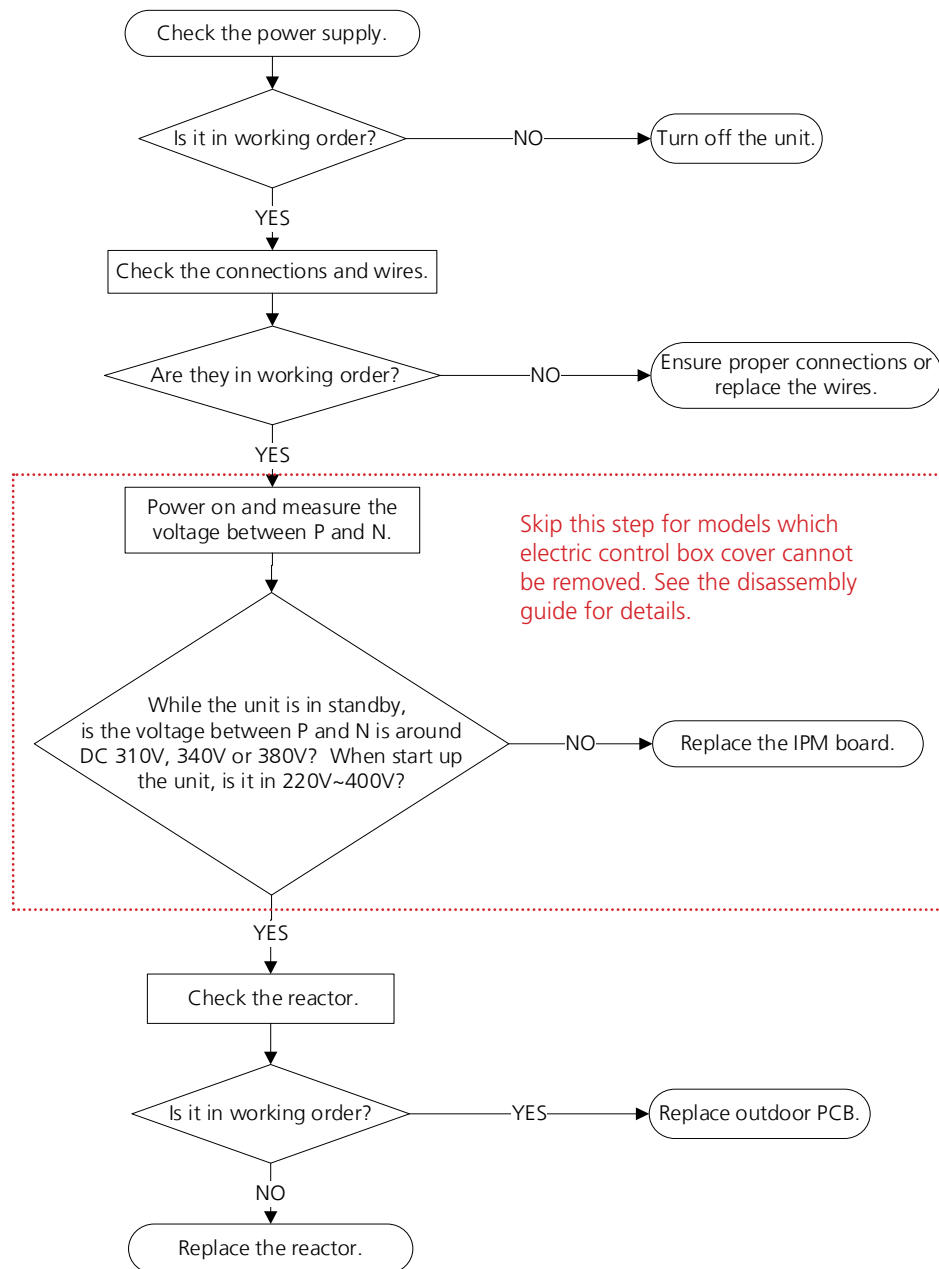 Check the power supply.
Is it in working order?
NO
Turn off the unit.
YES
Check the connections and wires.
Are they in working order?
NO
Ensure proper connections or
replace the wires.
YES
Power on and measure the
voltage between P and N.
Skip this step for models which
electric control box cover cannot
be removed. See the disassembly
guide for details.
While the unit is in standby,
is the voltage between P and N is around
DC 310V, 340V or 380V? When start up
the unit, is it in 220V~400V?
NO
Replace the IPM board.
YES
Check the reactor.
Is it in working order?
YES
Replace outdoor PCB.
NO
Replace the reactor.